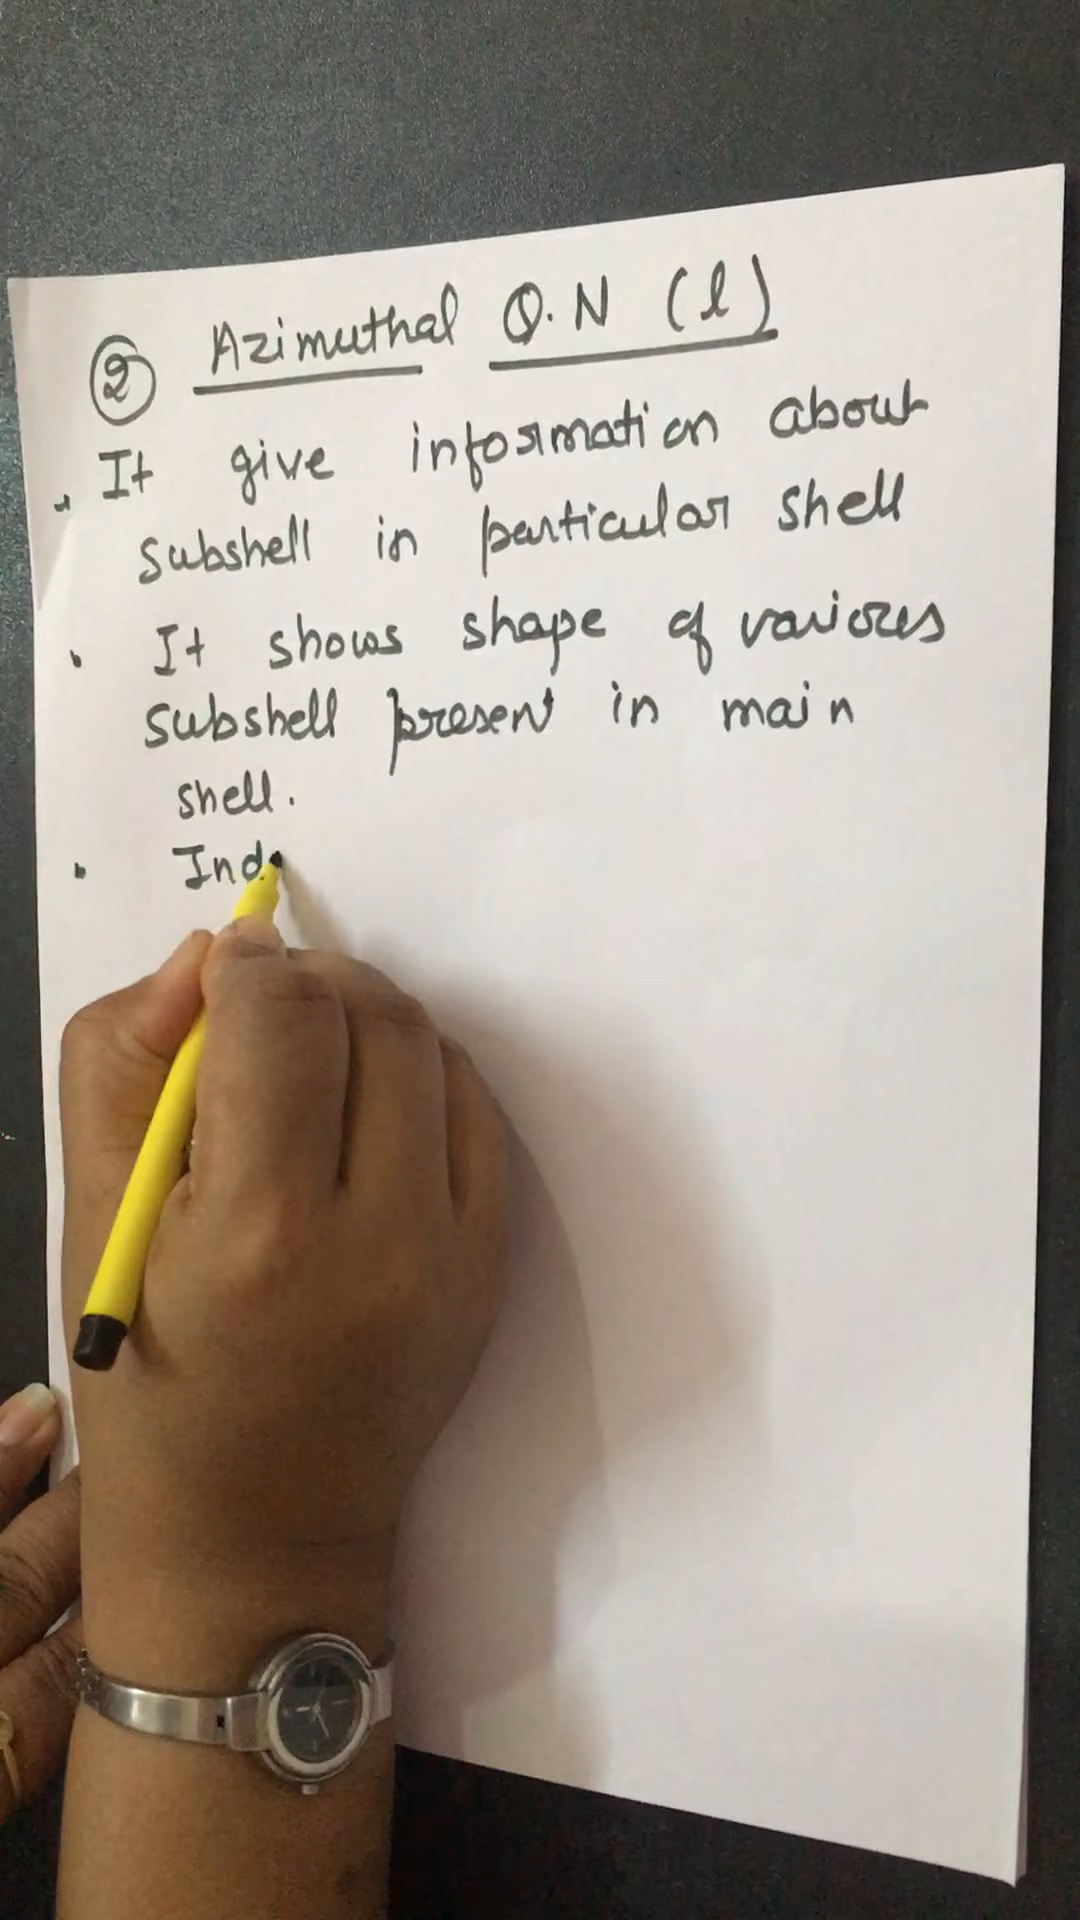 ② Azimuthal Q.N (l)
• It give information about
subshell in particular shell
• It shows shape of various
subshell present in main
shell.
• Ind